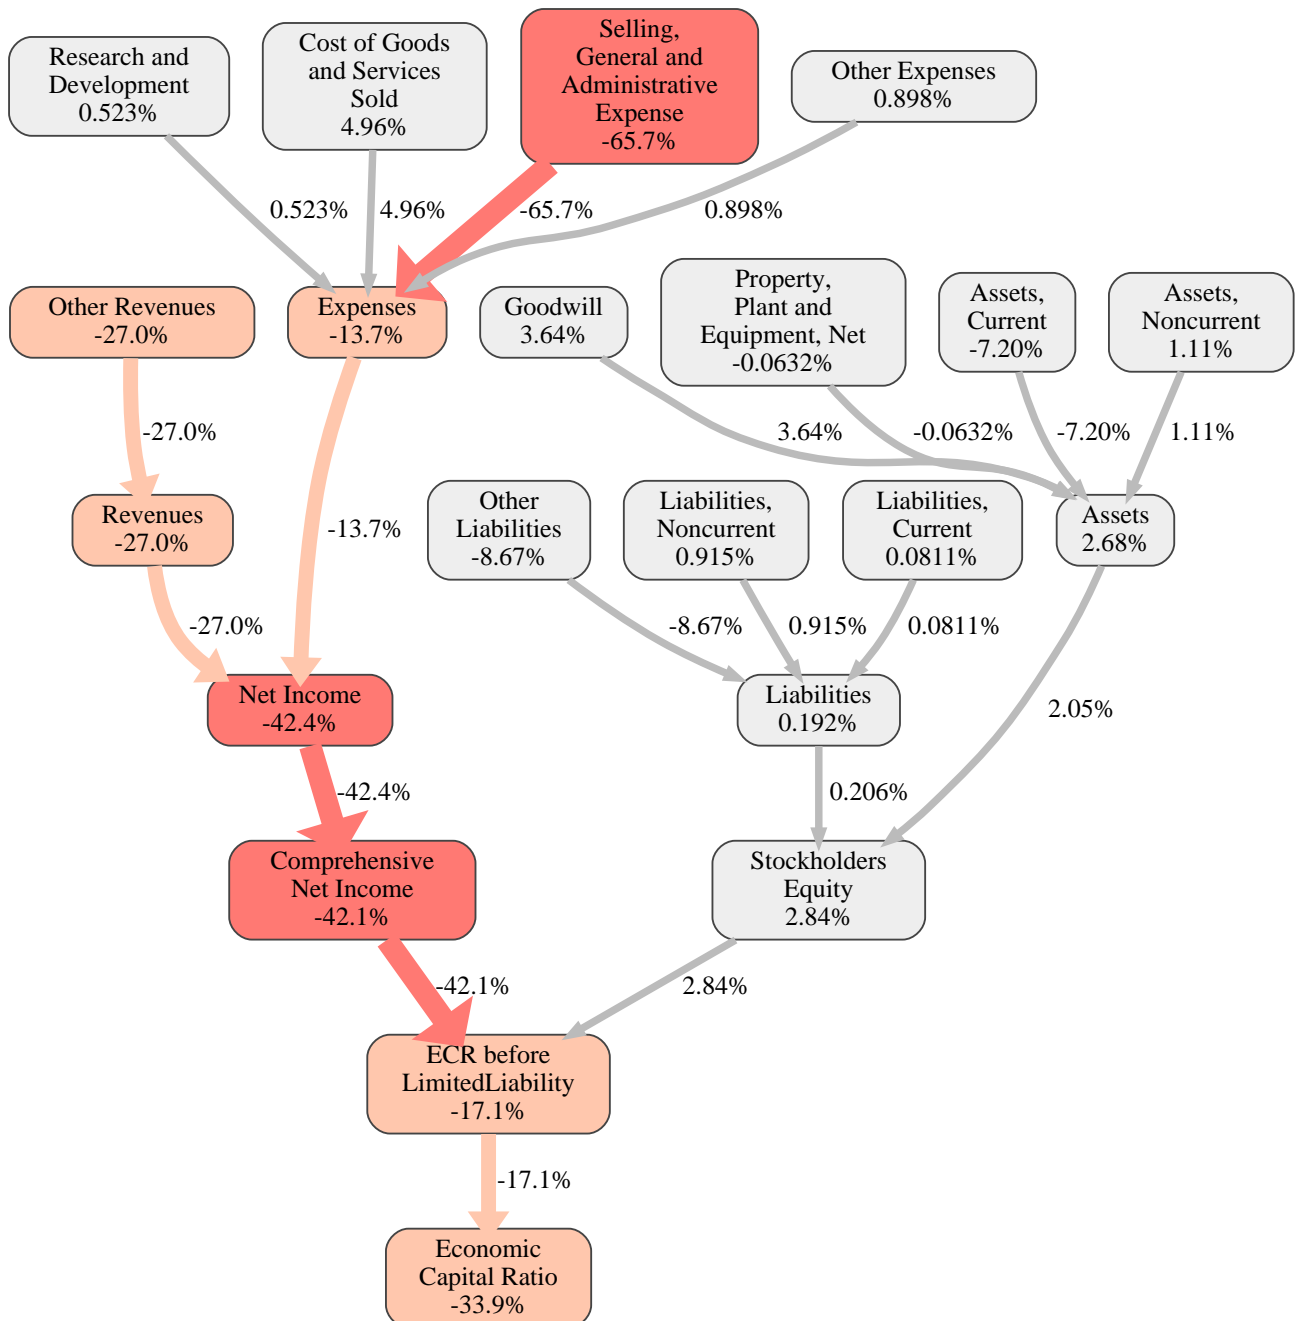 Research and
Development
0.523%
Cost of Goods
and Services
Sold
4.96%
Selling,
General and
Administrative
Expense
-65.7%
Other Expenses
0.898%
0.523%
4.96%
-65.7%
0.898%
Other Revenues
-27.0%
Expenses
-13.7%
Goodwill
3.64%
Property,
Plant and
Equipment, Net
-0.0632%
Assets,
Current
-7.20%
Assets,
Noncurrent
1.11%
-27.0%
3.64%
-0.0632%
-7.20%
1.11%
Revenues
-27.0%
-13.7%
Other
Liabilities
-8.67%
Liabilities,
Noncurrent
0.915%
Liabilities,
Current
0.0811%
Assets
2.68%
-27.0%
-8.67%
0.915%
0.0811%
Net Income
-42.4%
Liabilities
0.192%
2.05%
-42.4%
0.206%
Comprehensive
Net Income
-42.1%
Stockholders
Equity
2.84%
-42.1%
2.84%
ECR before
LimitedLiability
-17.1%
-17.1%
Economic
Capital Ratio
-33.9%